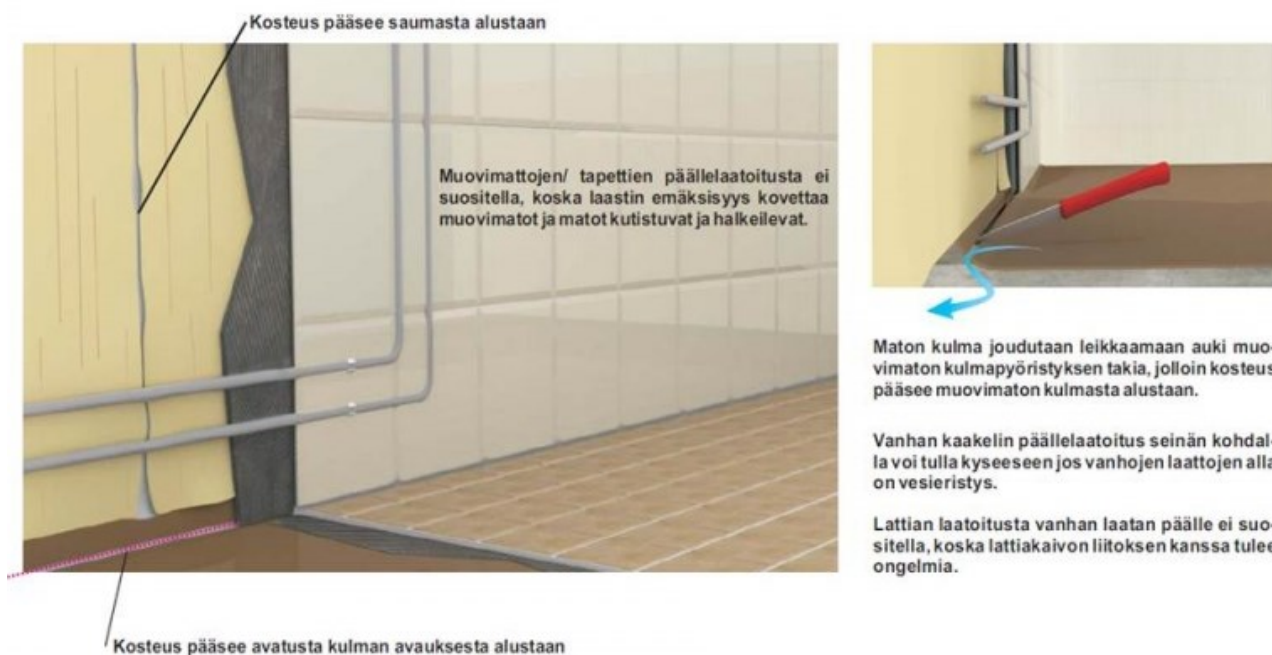 Kosteus pääsee saumasta alustaan
Muovimattojen/ tapettien päällelaatoitusta ei
suositella, koska laastin emäksisyys kovettaa
muovimatot ja matot kutistuvat ja halkeilevat.
Maton kulma joudutaan leikkaamaan auki muo-
vimaton kulmapyöristyksen takia, jolloin kosteus
pääsee muovimaton kulmasta alustaan.
Vanhan kaakelin päällelaatoitus seinän kohdal-
la voi tulla kyseeseen jos vanhojen laattojen alla
on vesieristys.
Lattian laatoitusta vanhan laatan päälle ei suo-
sitella, koska lattiakaivon liitoksen kanssa tulee
ongelmia.
Kosteus pääsee avatusta kulman avauksesta alustaan